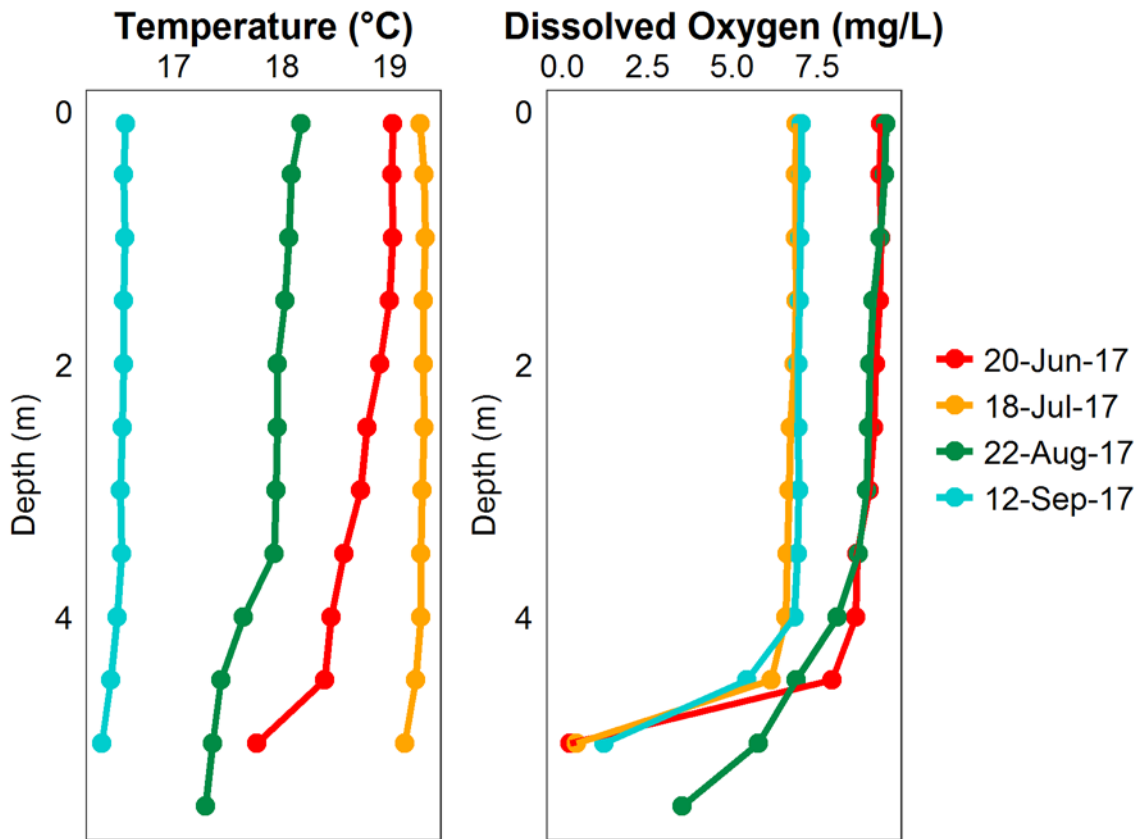 Temperature (°C)
17 18 19
Depth (m)
0
2
4
Dissolved Oxygen (mg/L)
0.0 2.5 5.0 7.5
Depth (m)
0
2
4
20-Jun-17
18-Jul-17
22-Aug-17
12-Sep-17